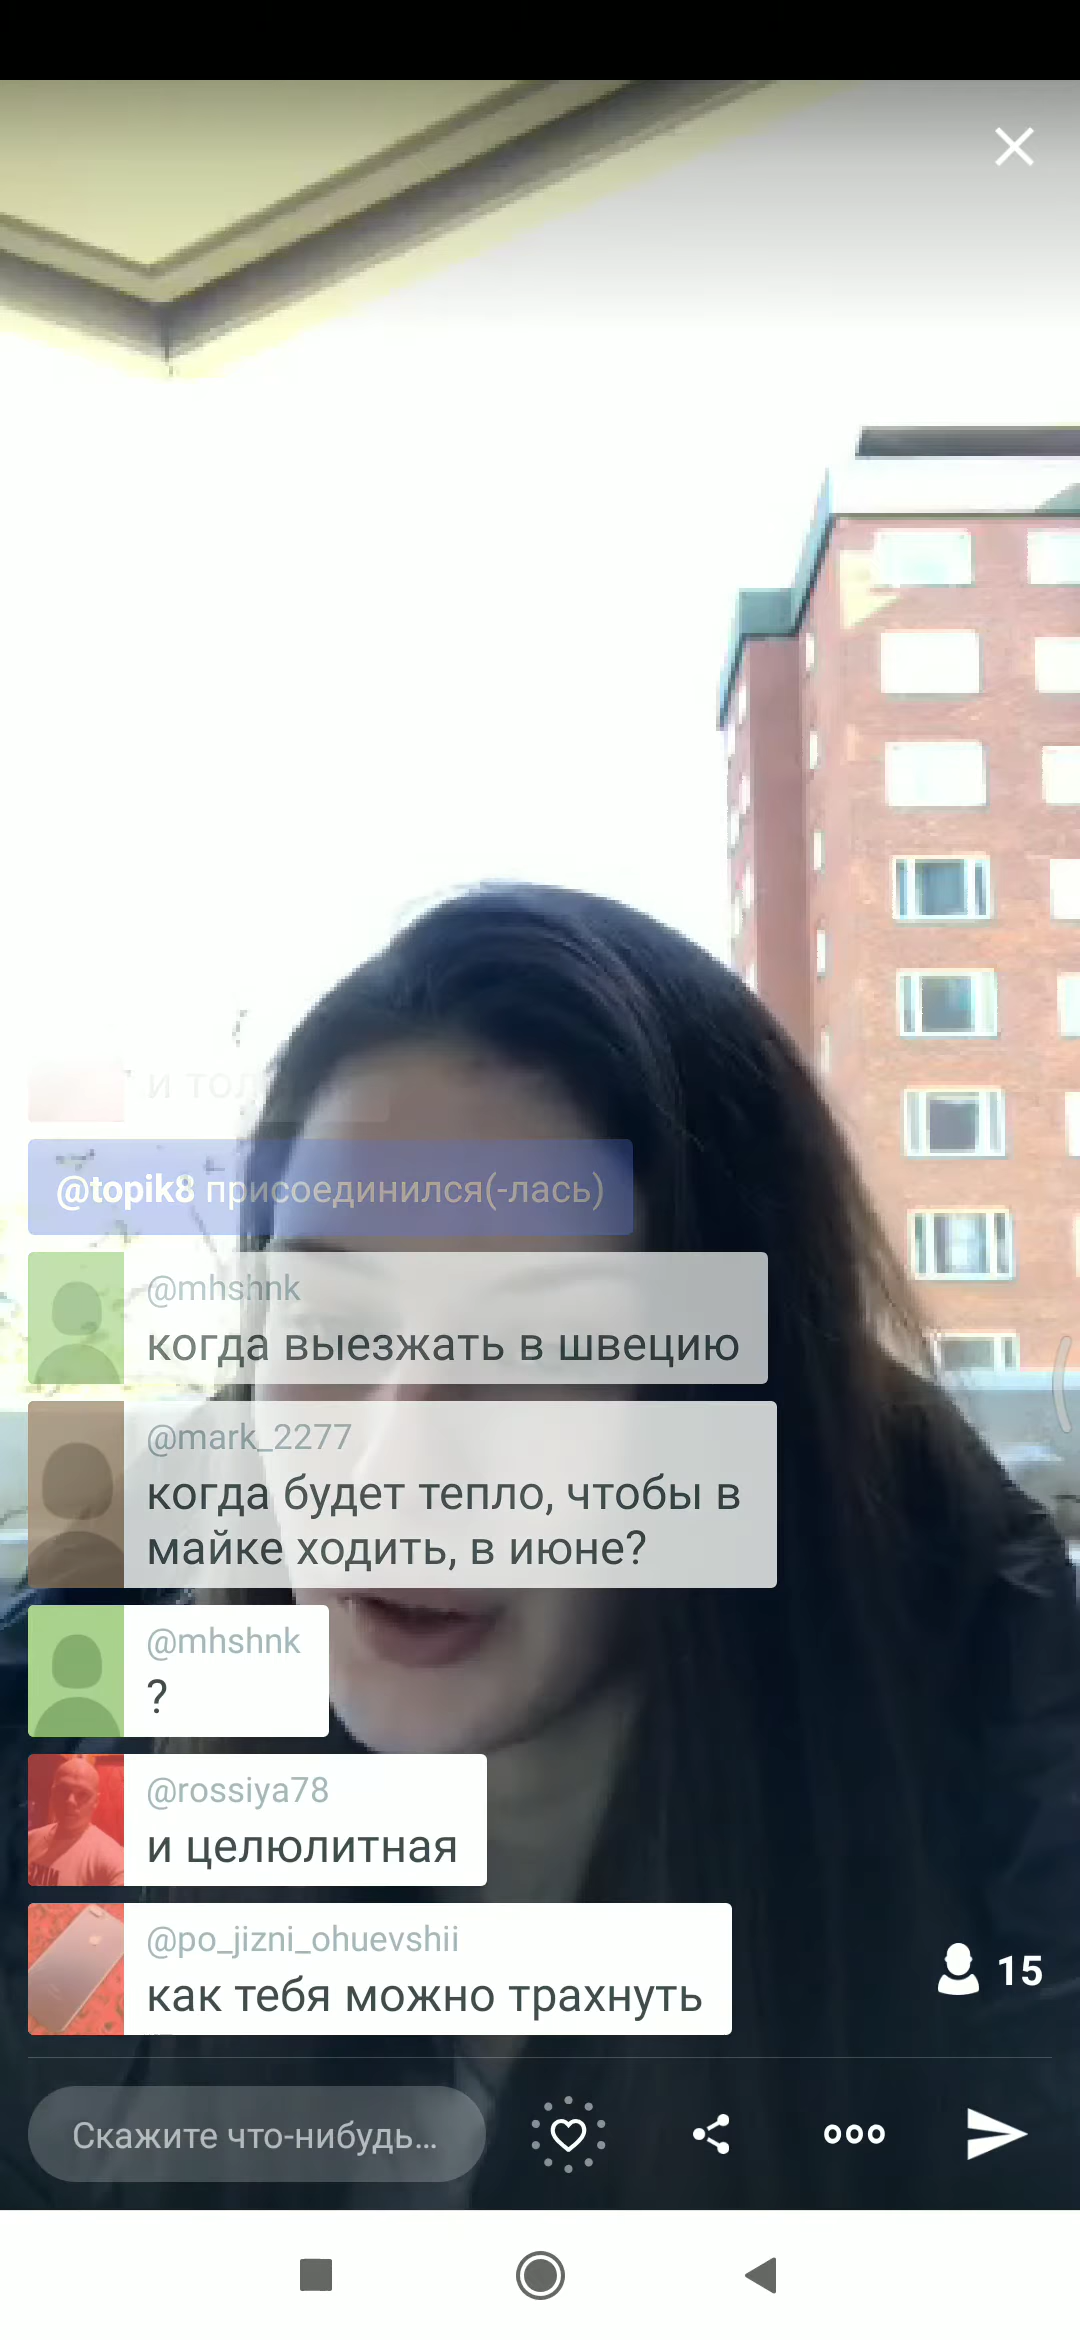 и тол
@topik8 присоединился(-лась)
@mhshnk
когда выезжать в швецию
@mark_2277
когда будет тепло, чтобы в
майке ходить, в июне?
@mhshnk
?
@rossiya78
и целюлитная
@po_jizni_ohuevshii
как тебя можно трахнуть
15
Скажите что-нибудь...